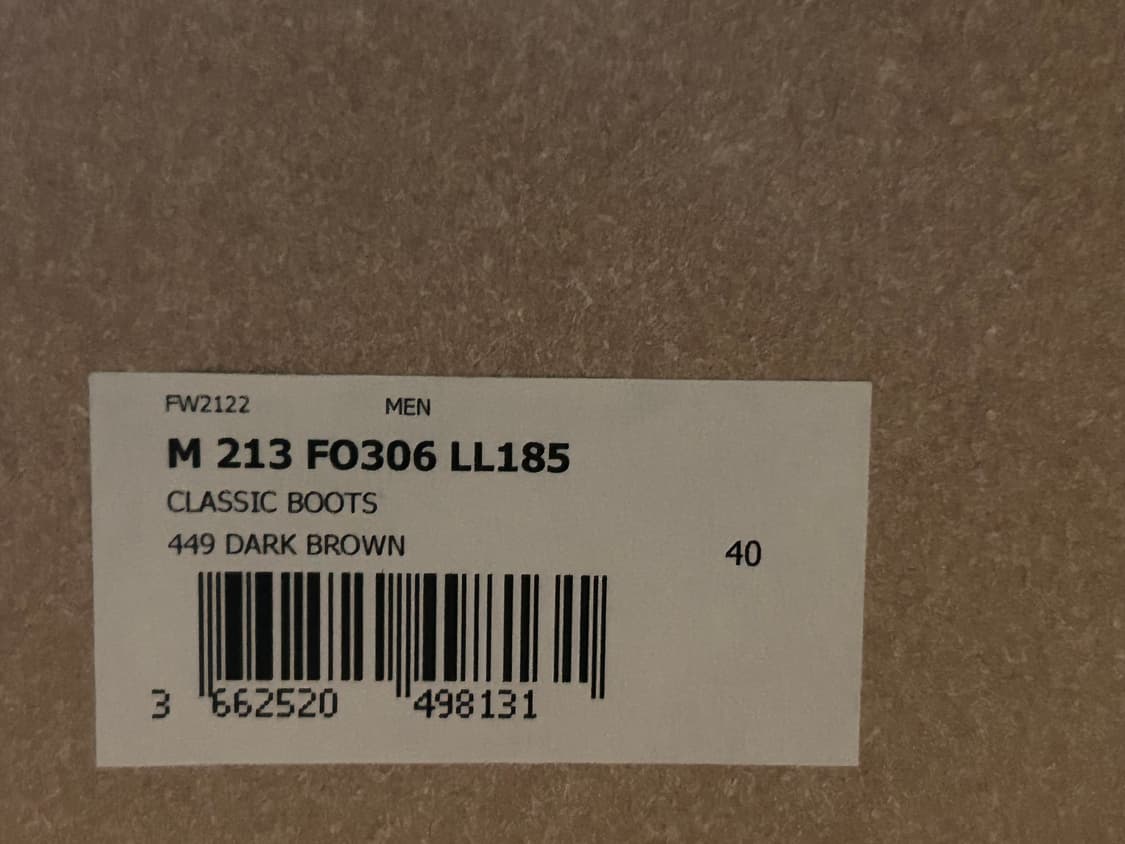 FW2122 MEN
M 213 FO306 LL185
CLASSIC BOOTS
449 DARK BROWN 40
3 662520 498131